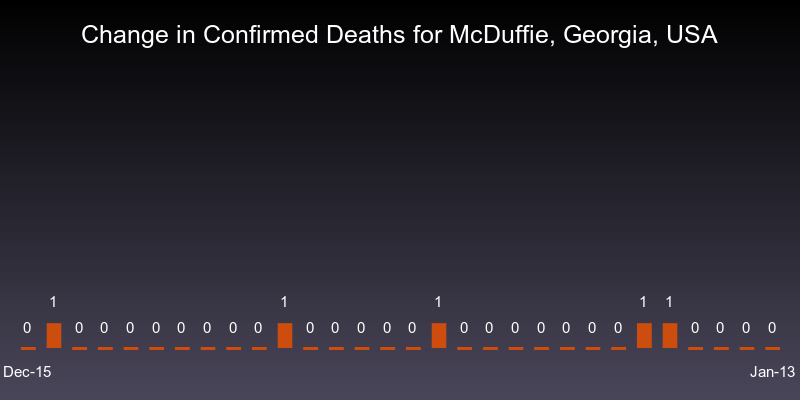 Change in Confirmed Deaths for McDuffie, Georgia, USA
1 1 1 1 1
0 0 0 0 0 0 0 0 0 0 0 0 0 0 0 0 0 0 0 0 0 0 0 0 0
Dec-15 Jan-13